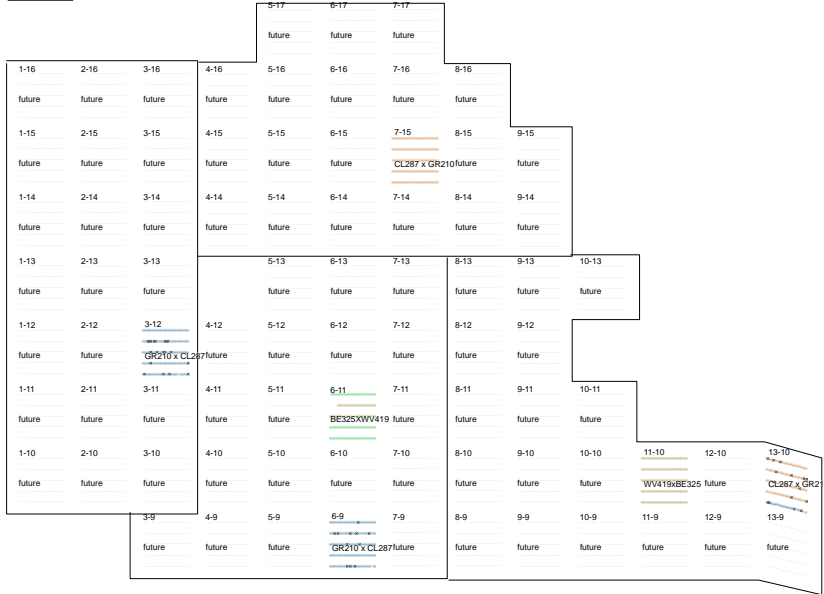 5-17 6-17 7-17
future future future
1-16 2-16 3-16 4-16 5-16 6-16 7-16 8-16
future future future future future future future future
1-15 2-15 3-15 4-15 5-15 6-15 7-15 8-15 9-15
future future future future future future CL287 x GR210 future future
1-14 2-14 3-14 4-14 5-14 6-14 7-14 8-14 9-14
future future future future future future future future future
1-13 2-13 3-13 5-13 6-13 7-13 8-13 9-13 10-13
future future future future future future future future future
1-12 2-12 3-12 4-12 5-12 6-12 7-12 8-12 9-12
future future GR210 x CL287 future future future future future future
1-11 2-11 3-11 4-11 5-11 6-11 7-11 8-11 9-11 10-11
future future future future future BE325XWV419 future future future future
1-10 2-10 3-10 4-10 5-10 6-10 7-10 8-10 9-10 10-10 11-10 12-10 13-10
future future future future future future future future future future WV419xBE325 future CL287 x GR21
3-9 4-9 5-9 6-9 7-9 8-9 9-9 10-9 11-9 12-9 13-9
future future future GR210 x CL287 future future future future future future future